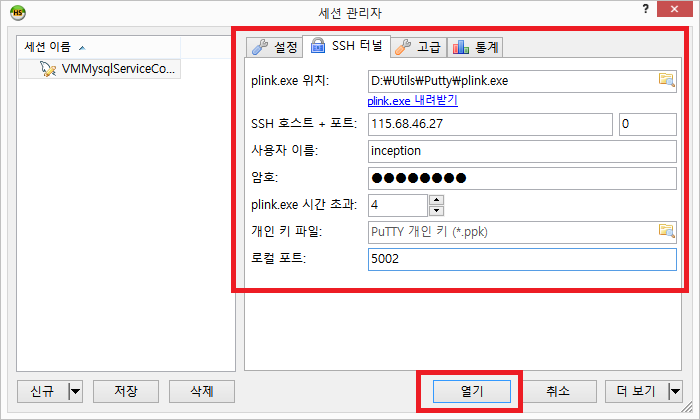 HS
세션 관리자
세션 이름
VMMysqlServiceCo...
설정
SSH 터널
고급
통계
plink.exe 위치:
D:₩Utils₩Putty₩plink.exe
plink.exe 내려받기
SSH 호스트 + 포트:
115.68.46.27
0
사용자 이름:
inception
암호:
●●●●●●●●
plink.exe 시간 초과:
4
개인 키 파일:
PuTTY 개인 키 (*.ppk)
로컬 포트:
5002
신규
저장
삭제
열기
취소
더 보기